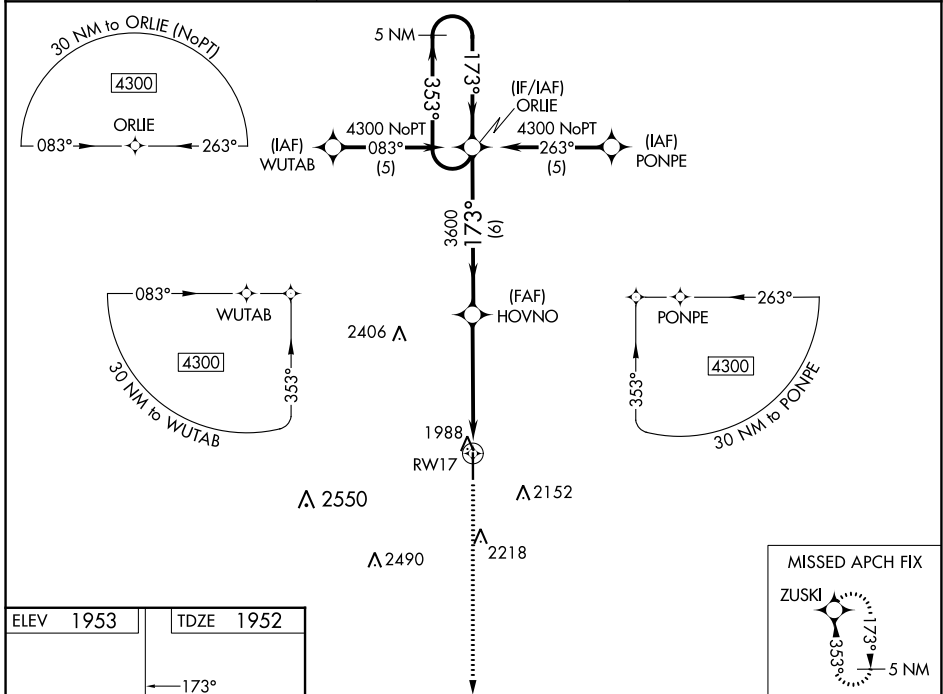 30 NM to ORLIE (NoPT)
4300
ORLIE
083°
263°
5 NM
353°
173°
(IF/IAF)
ORLIE
(IAF)
WUTAB
4300 NoPT
083°
(5)
4300 NoPT
263°
(5)
(IAF)
PONPE
3600
173°
(6)
(FAF)
HOVNO
083°
WUTAB
4300
353°
30 NM to WUTAB
263°
PONPE
4300
353°
30 NM to PONPE
2406
1988
RW17
2550
2152
2490
2218
MISSED APCH FIX
ZUSKI
353°
173°
5 NM
ELEV 1953
TDZE 1952
173°